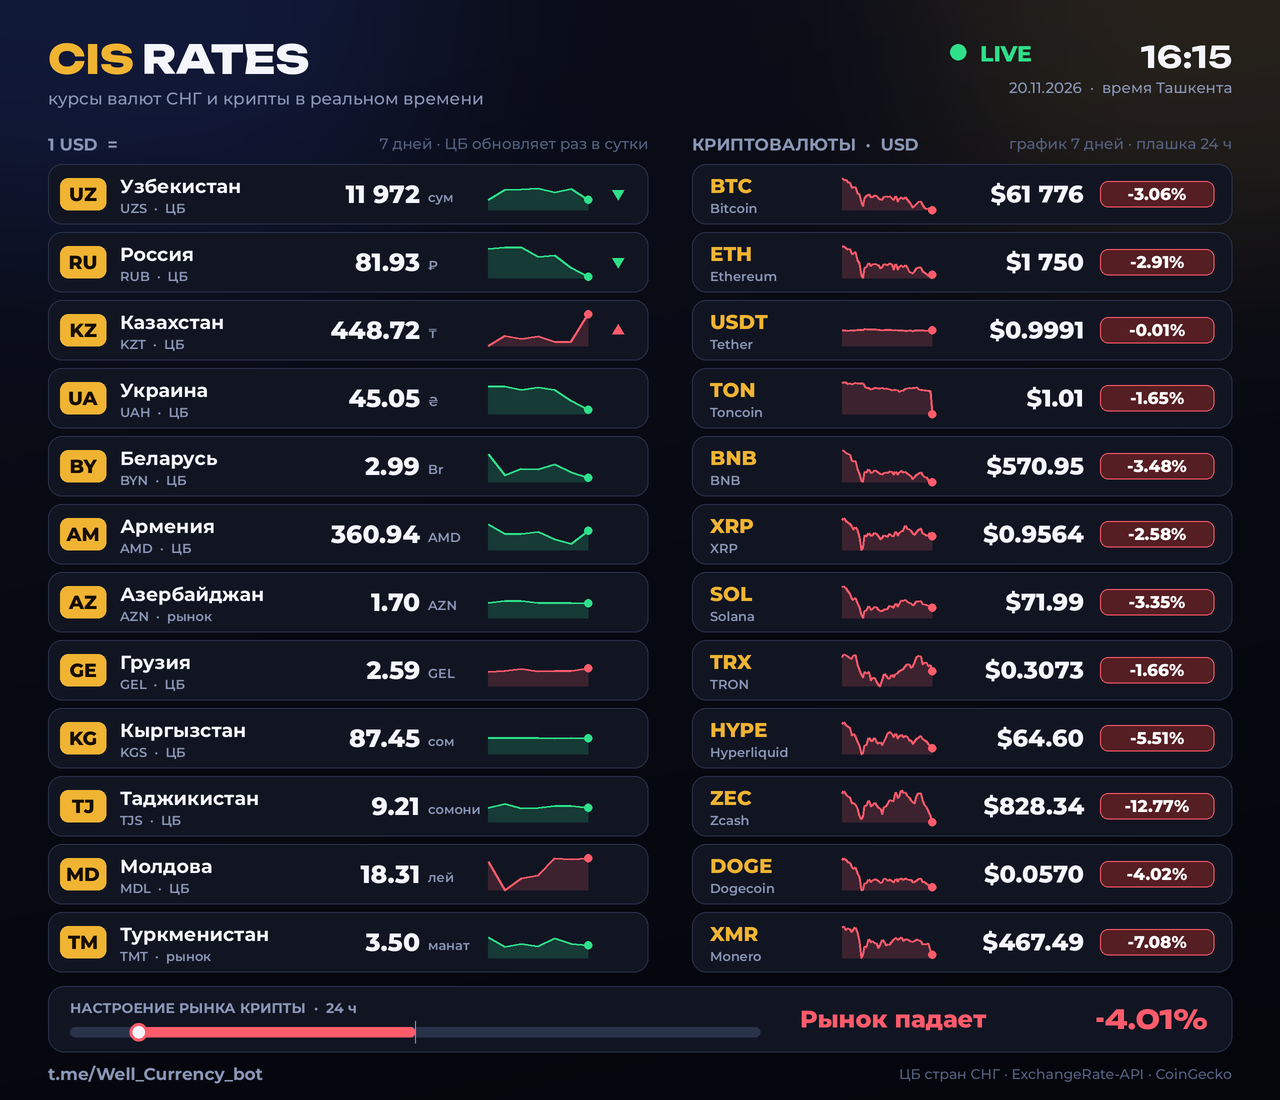 CIS RATES
курсы валют СНГ и крипты в реальном времени
LIVE
16:15
20.11.2026 · время Ташкента
1 USD =
7 дней · ЦБ обновляет раз в сутки
UZ Узбекистан 11 972 сум
UZS · ЦБ
RU Россия 81.93 ₽
RUB · ЦБ
KZ Казахстан 448.72 ₸
KZT · ЦБ
UA Украина 45.05 ₴
UAH · ЦБ
BY Беларусь 2.99 Br
BYN · ЦБ
AM Армения 360.94 AMD
AMD · ЦБ
AZ Азербайджан 1.70 AZN
AZN · рынок
GE Грузия 2.59 GEL
GEL · ЦБ
KG Кыргызстан 87.45 сом
KGS · ЦБ
TJ Таджикистан 9.21 сомони
TJS · ЦБ
MD Молдова 18.31 лей
MDL · ЦБ
TM Туркменистан 3.50 манат
TMT · рынок
КРИПТОВАЛЮТЫ · USD
график 7 дней · плашка 24 ч
BTC $61 776 -3.06%
Bitcoin
ETH $1 750 -2.91%
Ethereum
USDT $0.9991 -0.01%
Tether
TON $1.01 -1.65%
Toncoin
BNB $570.95 -3.48%
BNB
XRP $0.9564 -2.58%
XRP
SOL $71.99 -3.35%
Solana
TRX $0.3073 -1.66%
TRON
HYPE $64.60 -5.51%
Hyperliquid
ZEC $828.34 -12.77%
Zcash
DOGE $0.0570 -4.02%
Dogecoin
XMR $467.49 -7.08%
Monero
НАСТРОЕНИЕ РЫНКА КРИПТЫ · 24 ч
Рынок падает
-4.01%
t.me/Well_Currency_bot
ЦБ стран СНГ · ExchangeRate-API · CoinGecko